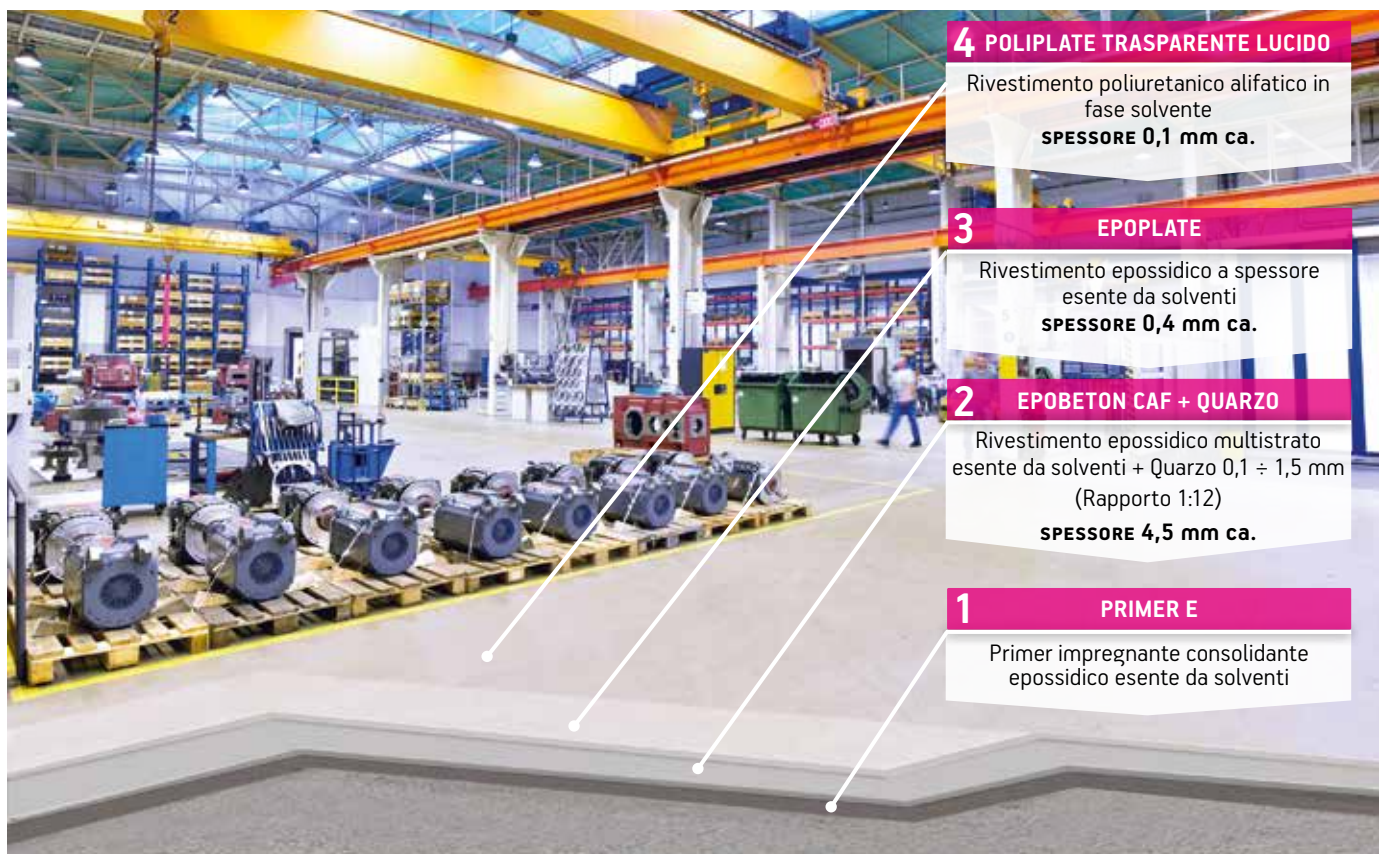 4 POLIPLATE TRASPARENTE LUCIDO
Rivestimento poliuretanico alifatico in
fase solvente
SPESSORE 0,1 mm ca.
3 EPOPLATE
Rivestimento epossidico a spessore
esente da solventi
SPESSORE 0,4 mm ca.
2 EPOBETON CAF + QUARZO
Rivestimento epossidico multistrato
esente da solventi + Quarzo 0,1 ÷ 1,5 mm
(Rapporto 1:12)
SPESSORE 4,5 mm ca.
1 PRIMER E
Primer impregnante consolidante
epossidico esente da solventi